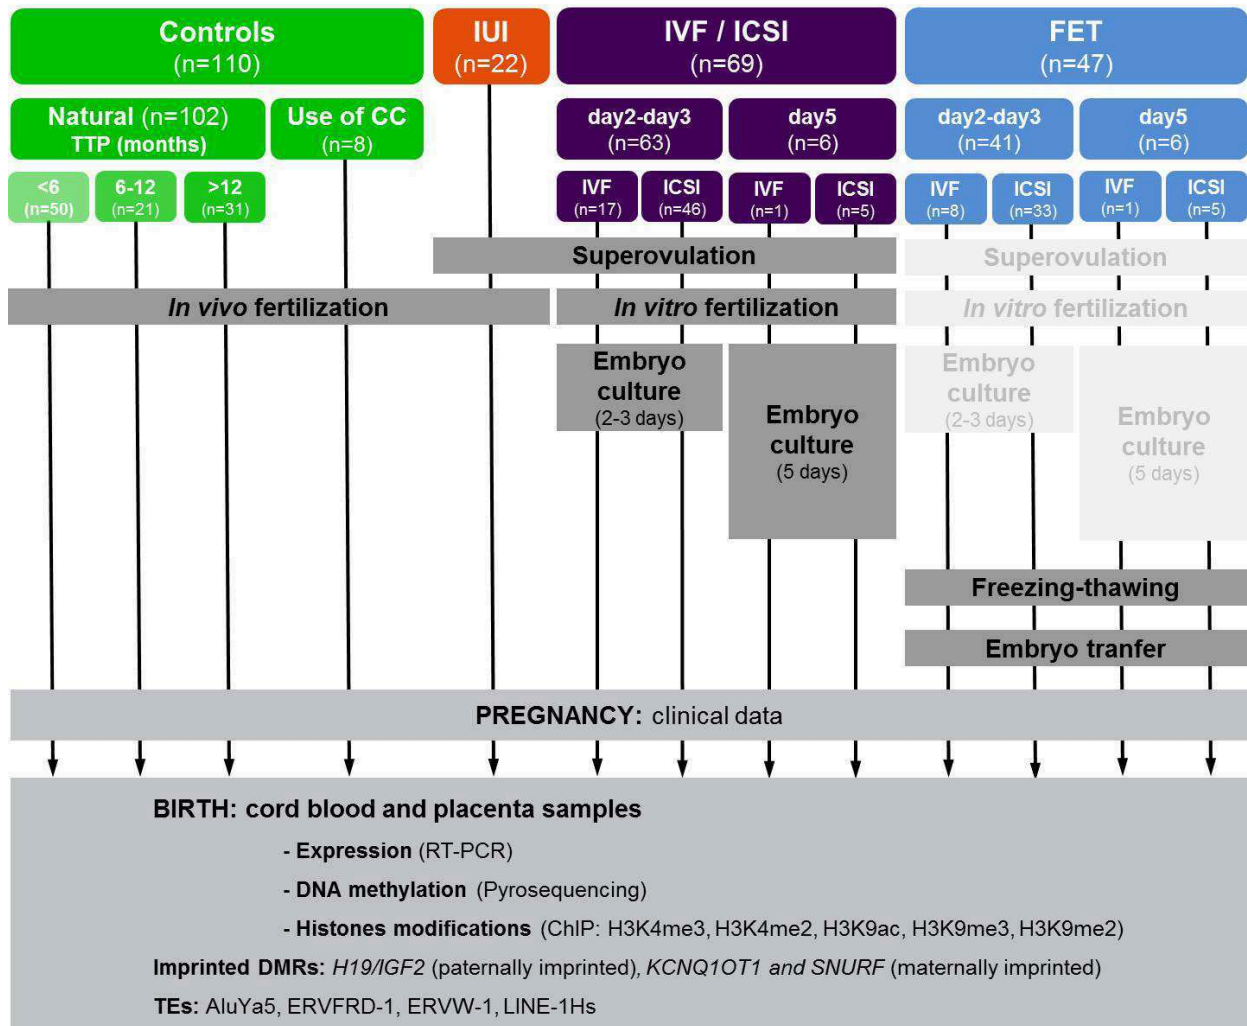 Controls
(n=110)
IUI
(n=22)
IVF / ICSI
(n=69)
FET
(n=47)
Natural (n=102)
TTP (months)
Use of CC
(n=8)
day2-day3
(n=63)
day5
(n=6)
day2-day3
(n=41)
day5
(n=6)
<6
(n=50)
6-12
(n=21)
>12
(n=31)
IVF
(n=17)
ICSI
(n=46)
IVF
(n=1)
ICSI
(n=5)
IVF
(n=8)
ICSI
(n=33)
IVF
(n=1)
ICSI
(n=5)
Superovulation
Superovulation
In vivo fertilization
In vitro fertilization
In vitro fertilization
Embryo
culture
(2-3 days)
Embryo
culture
(5 days)
Embryo
culture
(2-3 days)
Embryo
culture
(5 days)
Freezing-thawing
Embryo tranfer
PREGNANCY: clinical data
BIRTH: cord blood and placenta samples
- Expression (RT-PCR)
- DNA methylation (Pyrosequencing)
- Histones modifications (ChIP: H3K4me3, H3K4me2, H3K9ac, H3K9me3, H3K9me2)
Imprinted DMRs: H19/IGF2 (paternally imprinted), KCNQ1OT1 and SNURF (maternally imprinted)
TEs: AluYa5, ERVFRD-1, ERVW-1, LINE-1Hs